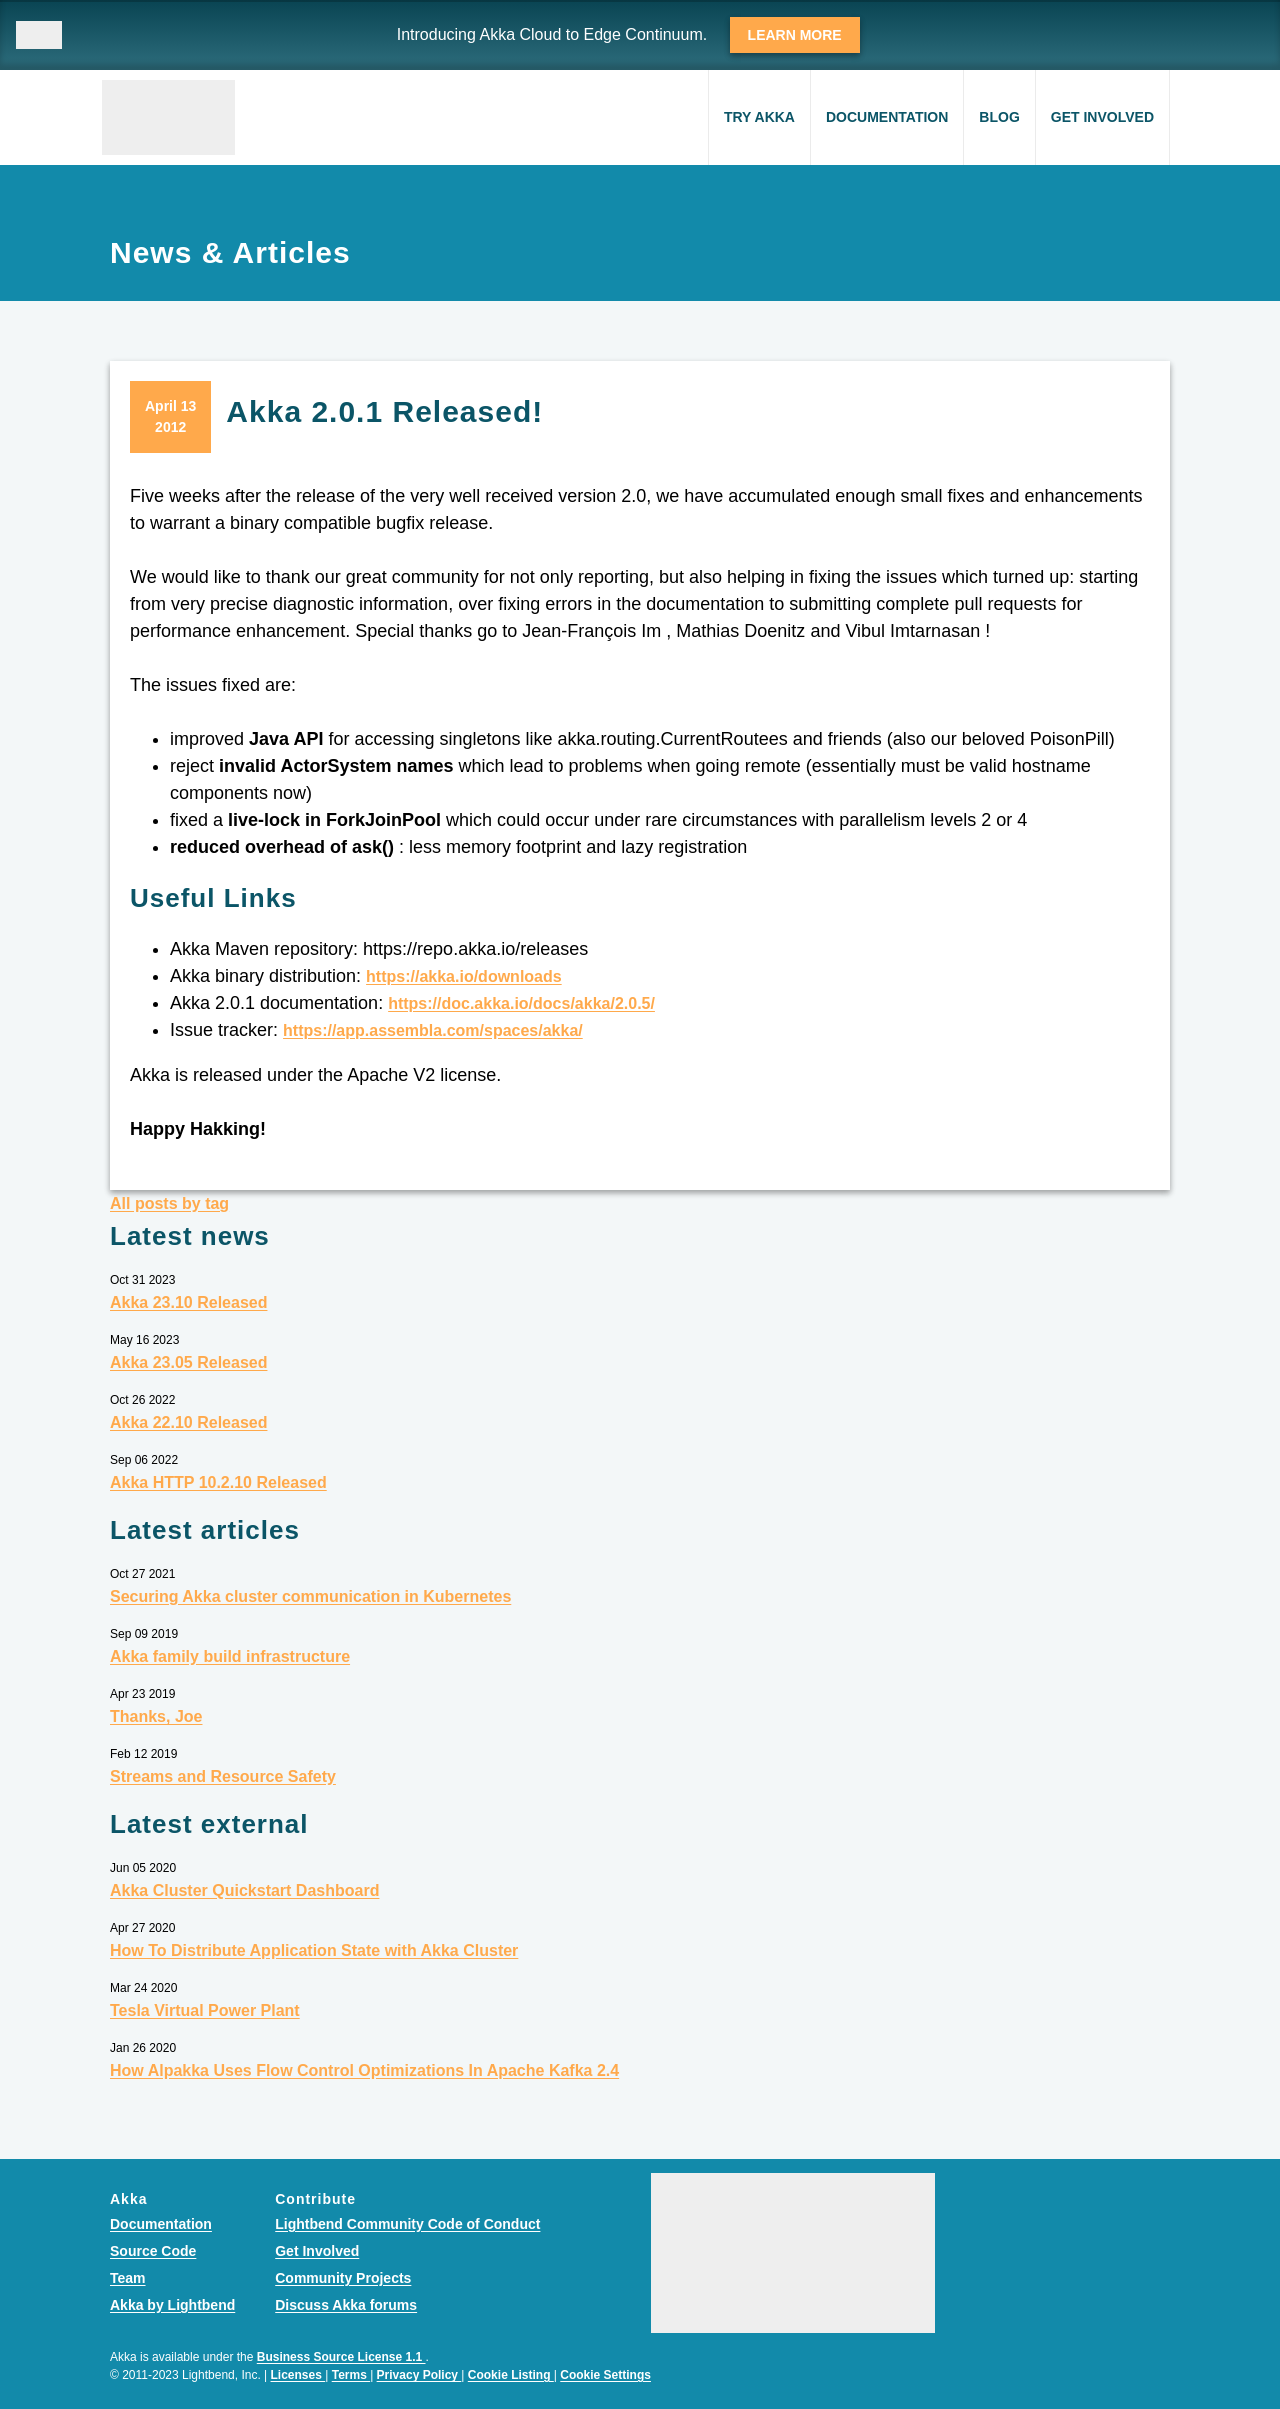 Introducing Akka Cloud to Edge Continuum.
LEARN MORE
TRY AKKA
DOCUMENTATION
BLOG
GET INVOLVED
News & Articles
April 13
2012
Akka 2.0.1 Released!
Five weeks after the release of the very well received version 2.0, we have accumulated enough small fixes and enhancements
to warrant a binary compatible bugfix release.
We would like to thank our great community for not only reporting, but also helping in fixing the issues which turned up: starting
from very precise diagnostic information, over fixing errors in the documentation to submitting complete pull requests for
performance enhancement. Special thanks go to Jean-François Im , Mathias Doenitz and Vibul Imtarnasan !
The issues fixed are:
• improved Java API for accessing singletons like akka.routing.CurrentRoutees and friends (also our beloved PoisonPill)
• reject invalid ActorSystem names which lead to problems when going remote (essentially must be valid hostname
components now)
• fixed a live-lock in ForkJoinPool which could occur under rare circumstances with parallelism levels 2 or 4
• reduced overhead of ask() : less memory footprint and lazy registration
Useful Links
• Akka Maven repository: https://repo.akka.io/releases
• Akka binary distribution: https://akka.io/downloads
• Akka 2.0.1 documentation: https://doc.akka.io/docs/akka/2.0.5/
• Issue tracker: https://app.assembla.com/spaces/akka/
Akka is released under the Apache V2 license.
Happy Hakking!
All posts by tag
Latest news
Oct 31 2023
Akka 23.10 Released
May 16 2023
Akka 23.05 Released
Oct 26 2022
Akka 22.10 Released
Sep 06 2022
Akka HTTP 10.2.10 Released
Latest articles
Oct 27 2021
Securing Akka cluster communication in Kubernetes
Sep 09 2019
Akka family build infrastructure
Apr 23 2019
Thanks, Joe
Feb 12 2019
Streams and Resource Safety
Latest external
Jun 05 2020
Akka Cluster Quickstart Dashboard
Apr 27 2020
How To Distribute Application State with Akka Cluster
Mar 24 2020
Tesla Virtual Power Plant
Jan 26 2020
How Alpakka Uses Flow Control Optimizations In Apache Kafka 2.4
Akka
Documentation
Source Code
Team
Akka by Lightbend
Contribute
Lightbend Community Code of Conduct
Get Involved
Community Projects
Discuss Akka forums
Akka is available under the Business Source License 1.1 .
© 2011-2023 Lightbend, Inc. | Licenses | Terms | Privacy Policy | Cookie Listing | Cookie Settings